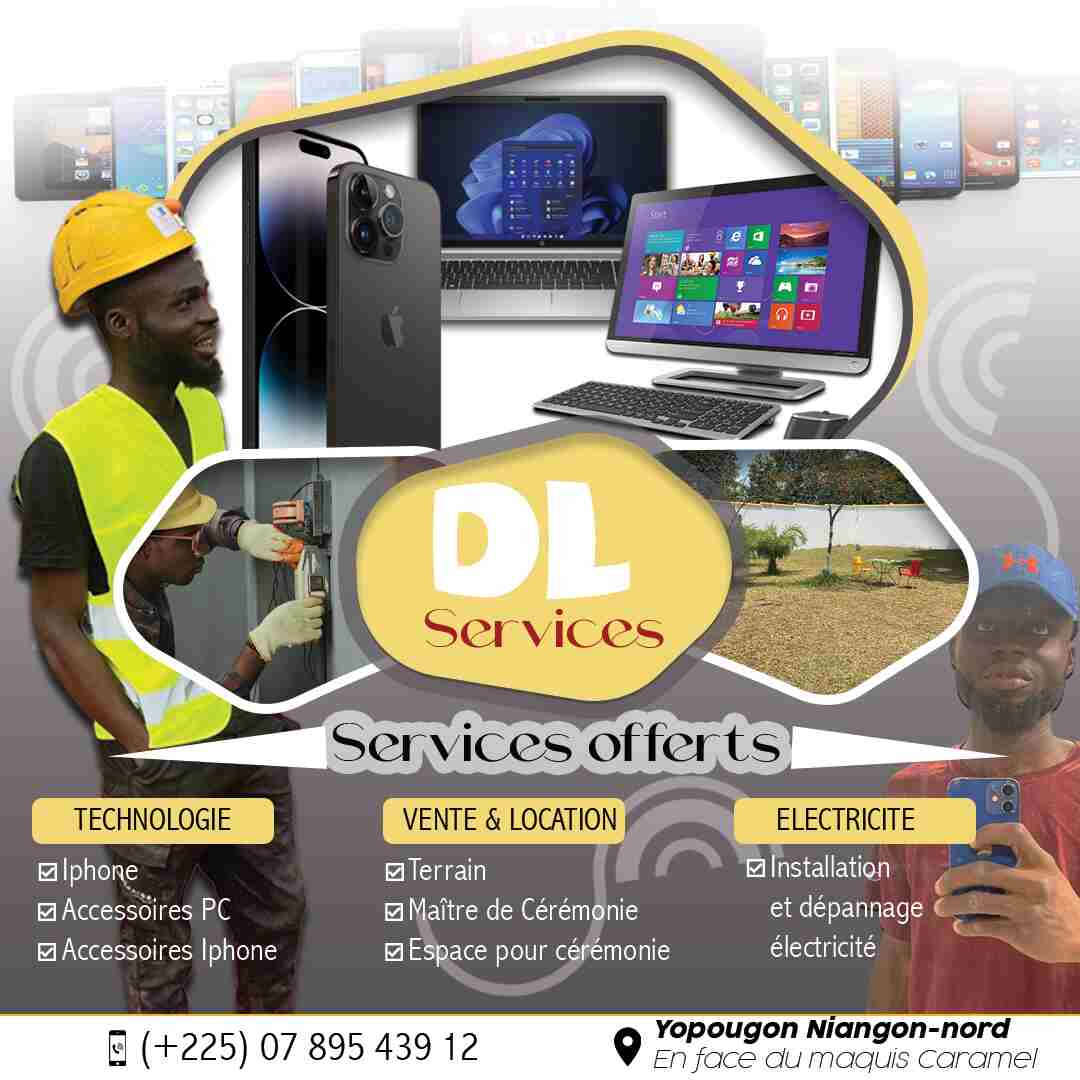 Start
DL
Services
Services offerts
TECHNOLOGIE
Iphone
Accessoires PC
Accessoires Iphone
VENTE & LOCATION
Terrain
Maître de Cérémonie
Espace pour cérémonie
ELECTRICITE
Installation
et dépannage
électricité
(+225) 07 895 439 12
Yopougon Niangon-nord
En face du maquis Caramel